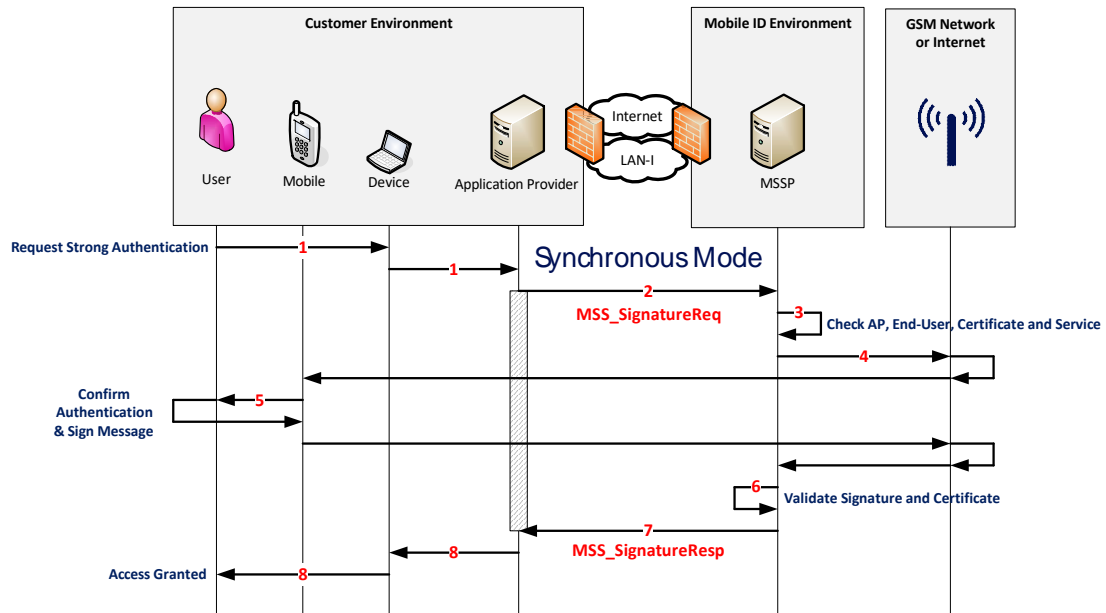 Customer Environment
Mobile ID Environment
GSM Network
or Internet
Internet
LAN-I
User
Mobile
Device
Application Provider
MSSP
Request Strong Authentication
1
1
Synchronous Mode
2
MSS_SignatureReq
3
Check AP, End-User, Certificate and Service
4
Confirm
Authentication
& Sign Message
5
6
Validate Signature and Certificate
7
MSS_SignatureResp
8
Access Granted
8